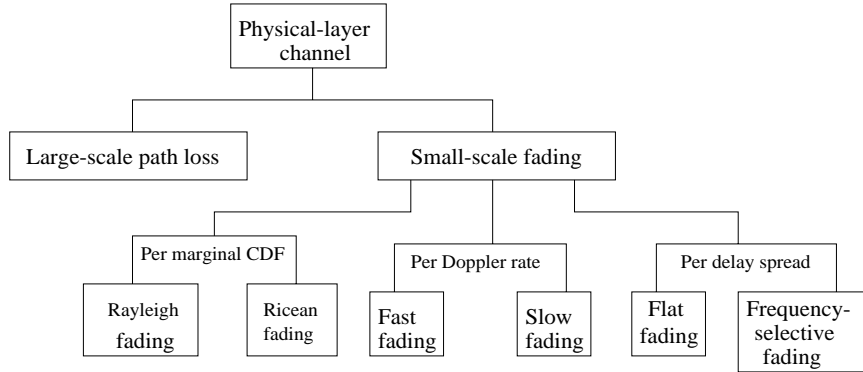 Physical-layer
channel
Large-scale path loss
Small-scale fading
Per marginal CDF
Per Doppler rate
Per delay spread
Rayleigh
fading
Ricean
fading
Fast
fading
Slow
fading
Flat
fading
Frequency-
selective
fading